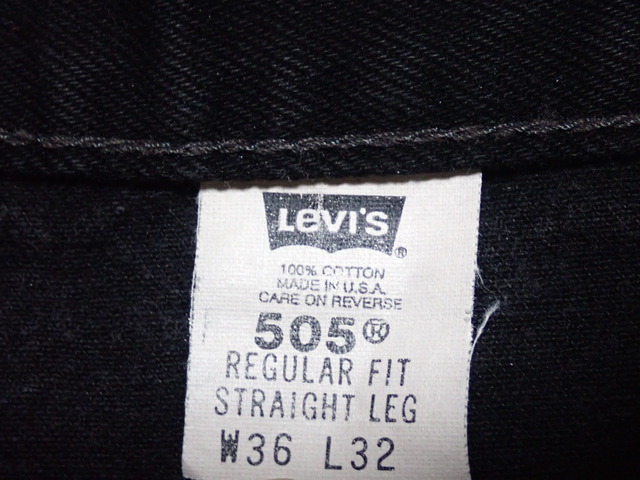 Levi's ®
100% COTTON
MADE IN U.S.A.
CARE ON REVERSE
505®
REGULAR FIT
STRAIGHT LEG
W36 L32